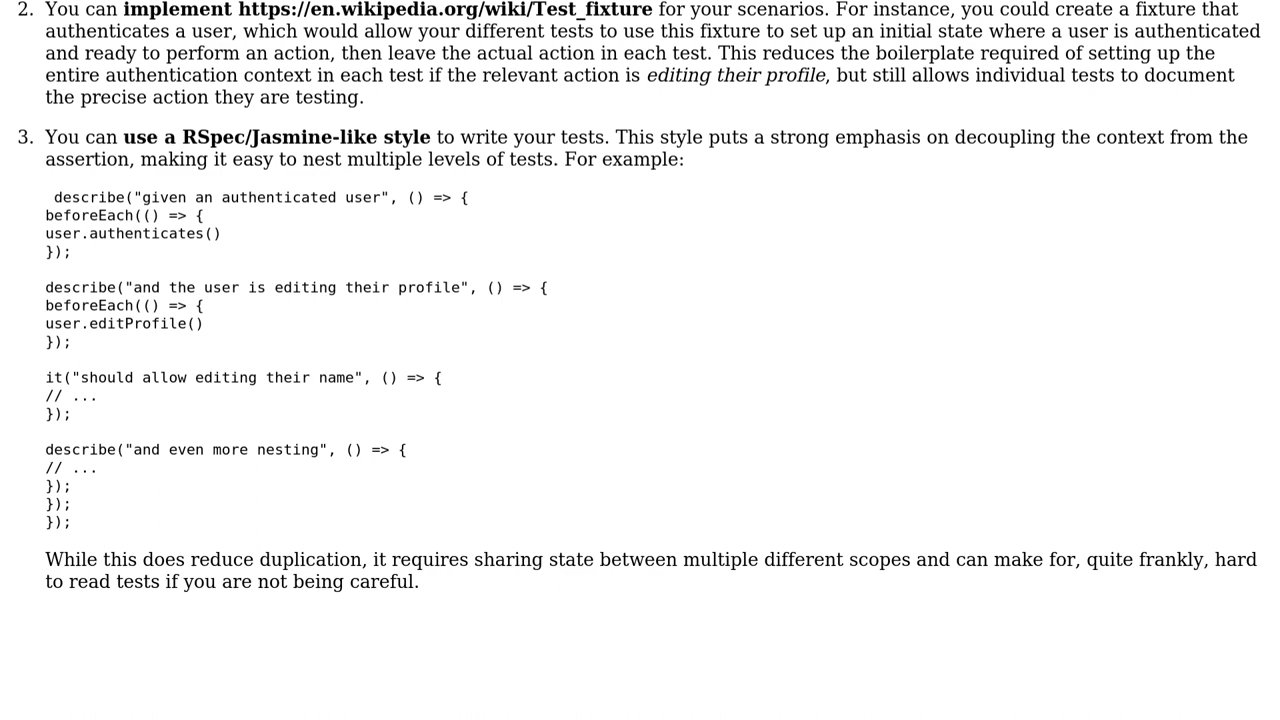 2. You can implement https://en.wikipedia.org/wiki/Test_fixture for your scenarios. For instance, you could create a fixture that
authenticates a user, which would allow your different tests to use this fixture to set up an initial state where a user is authenticated
and ready to perform an action, then leave the actual action in each test. This reduces the boilerplate required of setting up the
entire authentication context in each test if the relevant action is editing their profile, but still allows individual tests to document
the precise action they are testing.
3. You can use a RSpec/Jasmine-like style to write your tests. This style puts a strong emphasis on decoupling the context from the
assertion, making it easy to nest multiple levels of tests. For example:
describe("given an authenticated user", () => {
beforeEach(() => {
user.authenticates()
});
describe("and the user is editing their profile", () => {
beforeEach(() => {
user.editProfile()
});
it("should allow editing their name", () => {
// ...
});
describe("and even more nesting", () => {
// ...
});
});
});
While this does reduce duplication, it requires sharing state between multiple different scopes and can make for, quite frankly, hard
to read tests if you are not being careful.